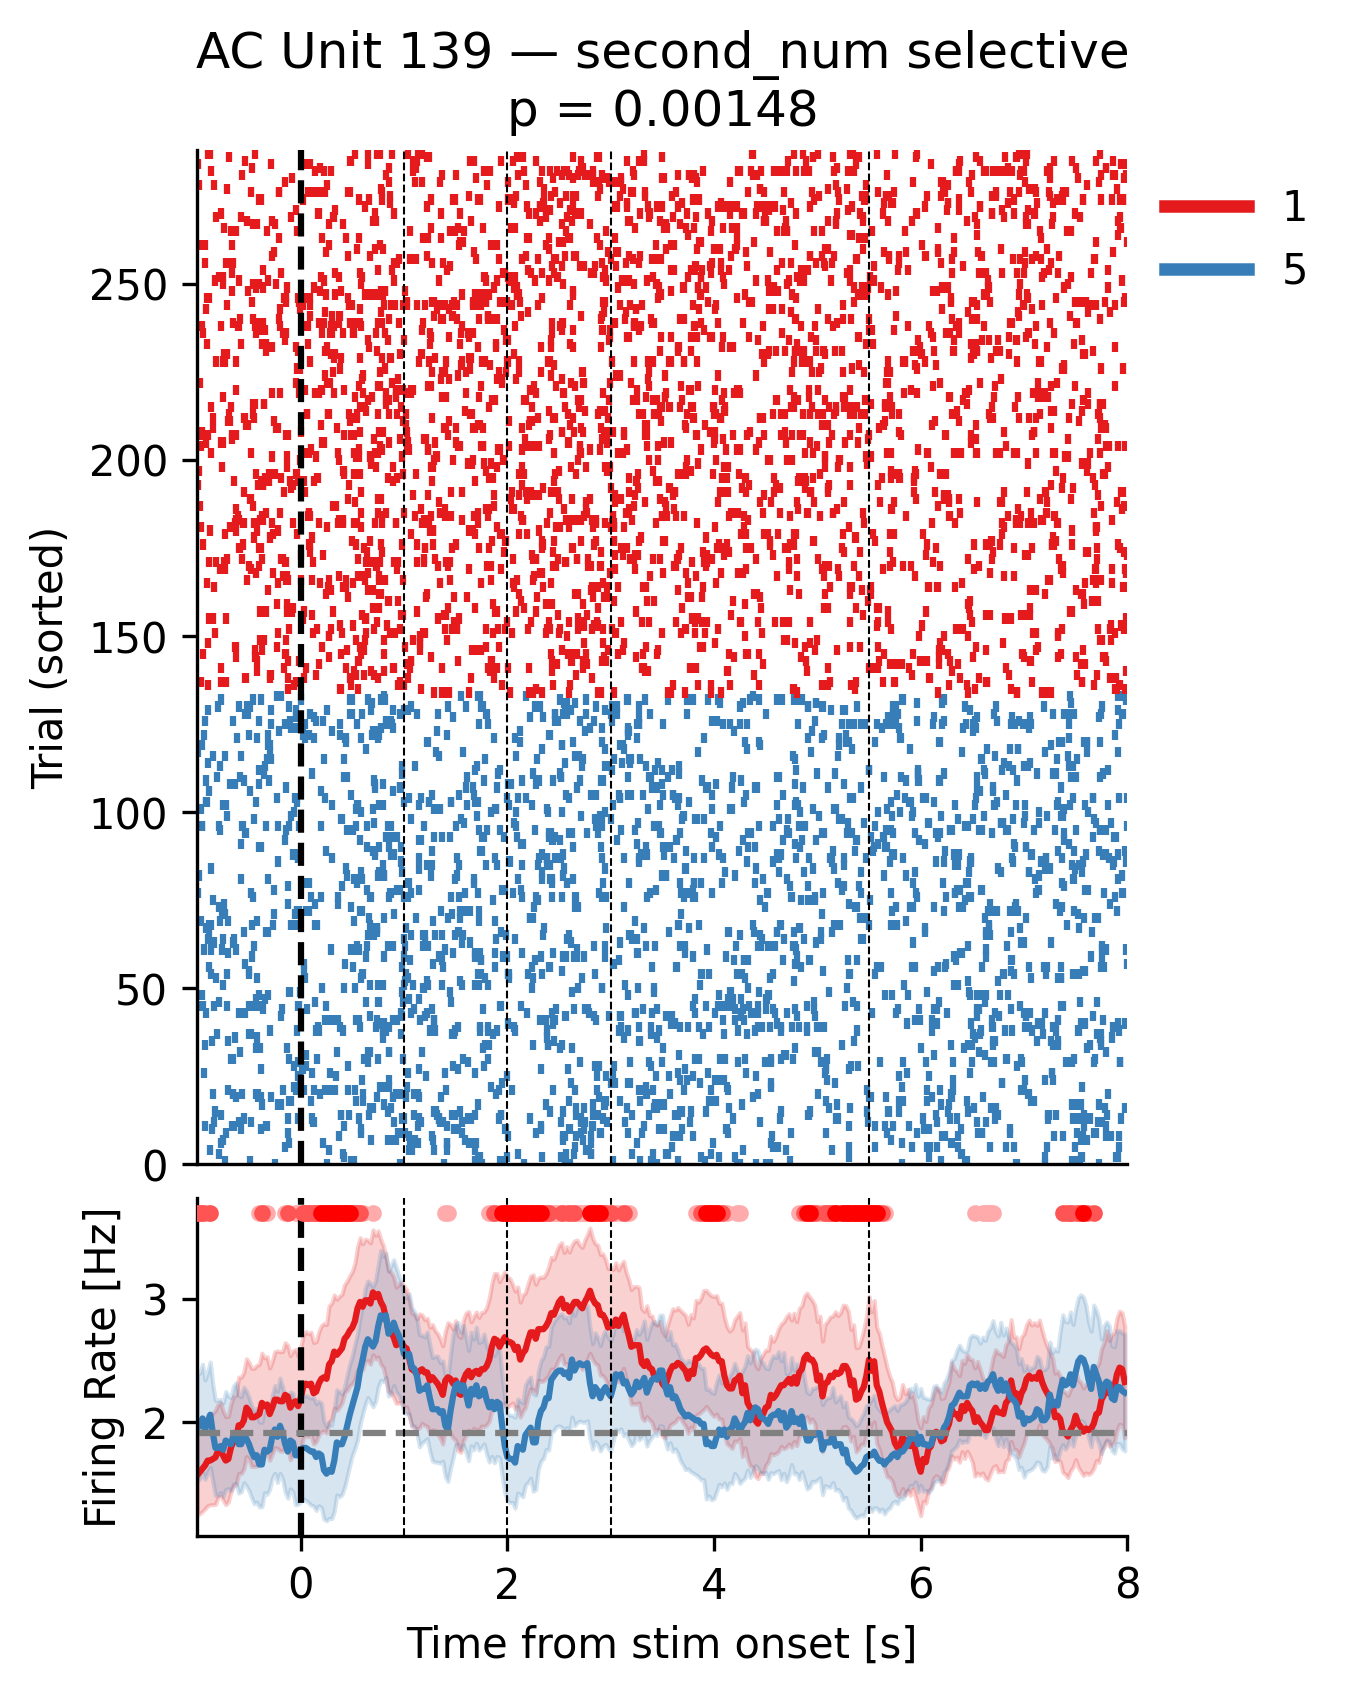 AC Unit 139 — second_num selective
p = 0.00148
1
5
250
200
150
100
50
0
Trial (sorted)
3
2
Firing Rate [Hz]
0 2 4 6 8
Time from stim onset [s]